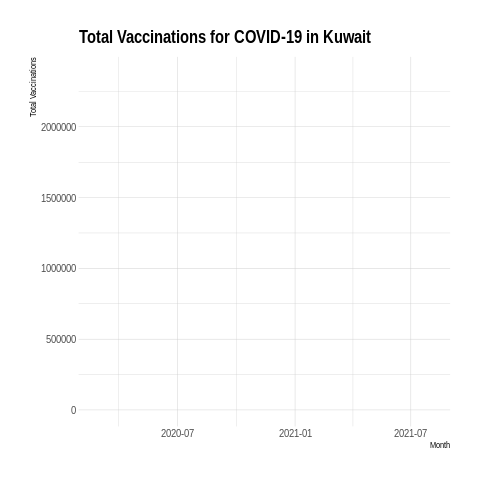 Total Vaccinations for COVID-19 in Kuwait
Total Vaccinations
2000000
1500000
1000000
500000
0
2020-07 2021-01 2021-07
Month